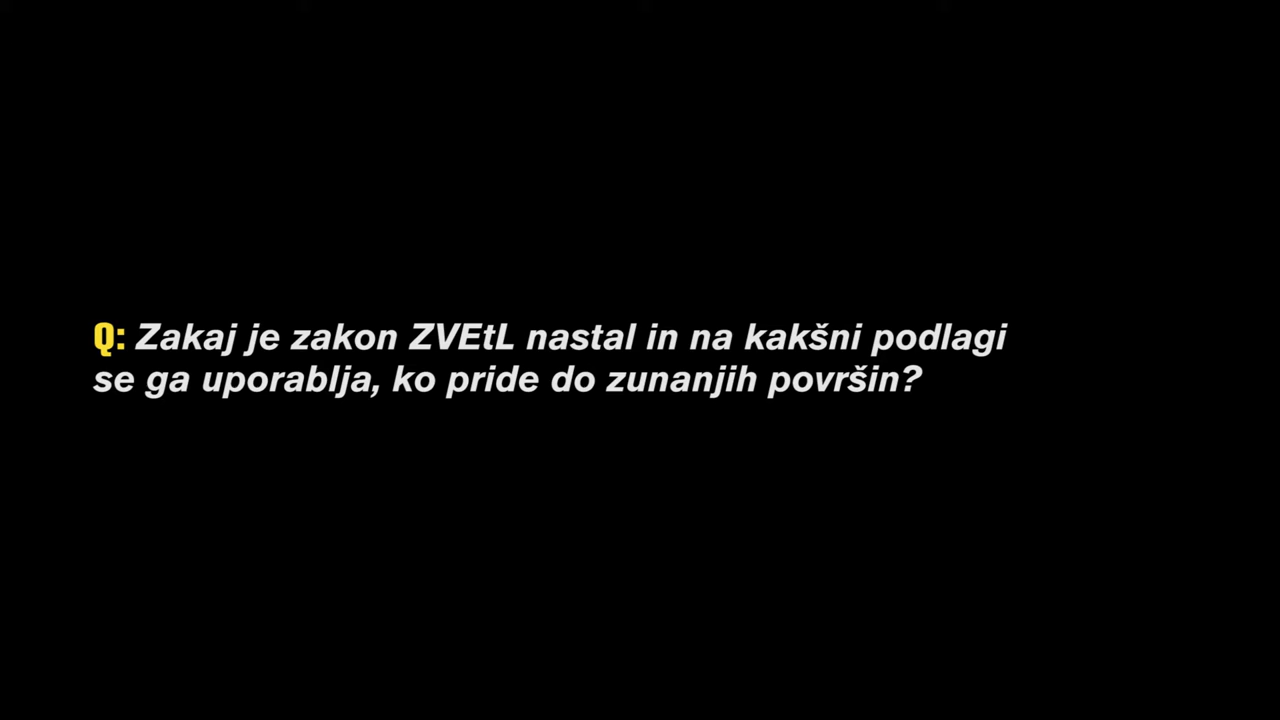 Q: Zakaj je zakon ZVEtL nastal in na kakšni podlagi
se ga uporablja, ko pride do zunanjih površin?